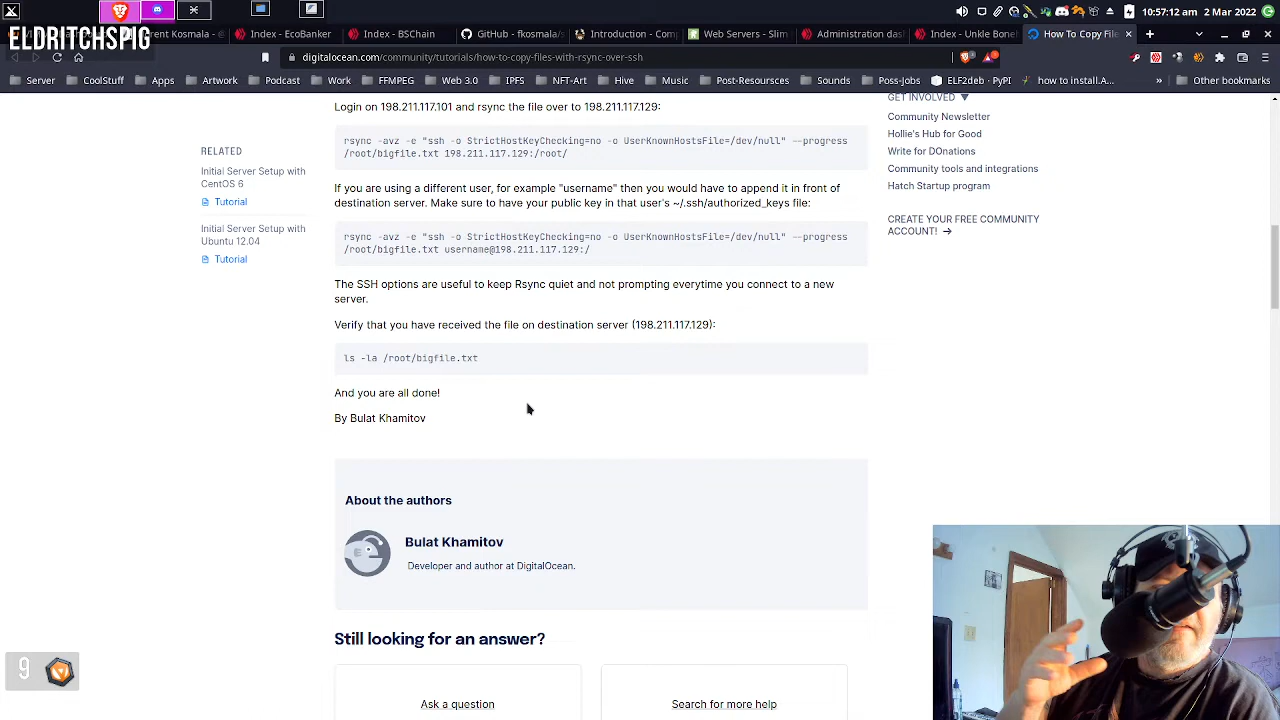 10:57:12 am 2 Mar 2022
ELDRITCHSPIG
Index - EcoBanker
Index - BSChain
GitHub - fkosmala/s
Introduction - Comp
Servers - Slim
Administration dash
Index - Unkle Boneh
How To Copy File
digitalocean.com/community/tutorials/how-to-copy-files-with-rsync-over-ssh
Server
CoolStuff
Apps
Artwork
Podcast
Work
FFMPEG
Web 3.0
IPFS
NFT-Art
Hive
Music
Post-Resources
Sounds
Poss-Jobs
ELF2deb · PyPI
how to install.A...
»
Other bookmarks
Login on 198.211.117.101 and rsync the file over to 198.211.117.129:
rsync -avz -e "ssh -o StrictHostKeyChecking=no -o UserKnownHostsFile=/dev/null" --progress
/root/bigfile.txt 198.211.117.129:/root/
If you are using a different user, for example "username" then you would have to append it in front of
destination server. Make sure to have your public key in that user's ~/.ssh/authorized_keys file:
rsync -avz -e "ssh -o StrictHostKeyChecking=no -o UserKnownHostsFile=/dev/null" --progress
/root/bigfile.txt username@198.211.117.129:/
The SSH options are useful to keep Rsync quiet and not prompting everytime you connect to a new
server.
Verify that you have received the file on destination server (198.211.117.129):
ls -la /root/bigfile.txt
And you are all done!
By Bulat Khamitov
About the authors
Bulat Khamitov
Developer and author at DigitalOcean.
Still looking for an answer?
Ask a question
Search for more help
RELATED
Initial Server Setup with
CentOS 6
Tutorial
Initial Server Setup with
Ubuntu 12.04
Tutorial
GET INVOLVED
Community Newsletter
Hollie's Hub for Good
Write for DOnations
Community tools and integrations
Hatch Startup program
CREATE YOUR FREE COMMUNITY
ACCOUNT! →
9